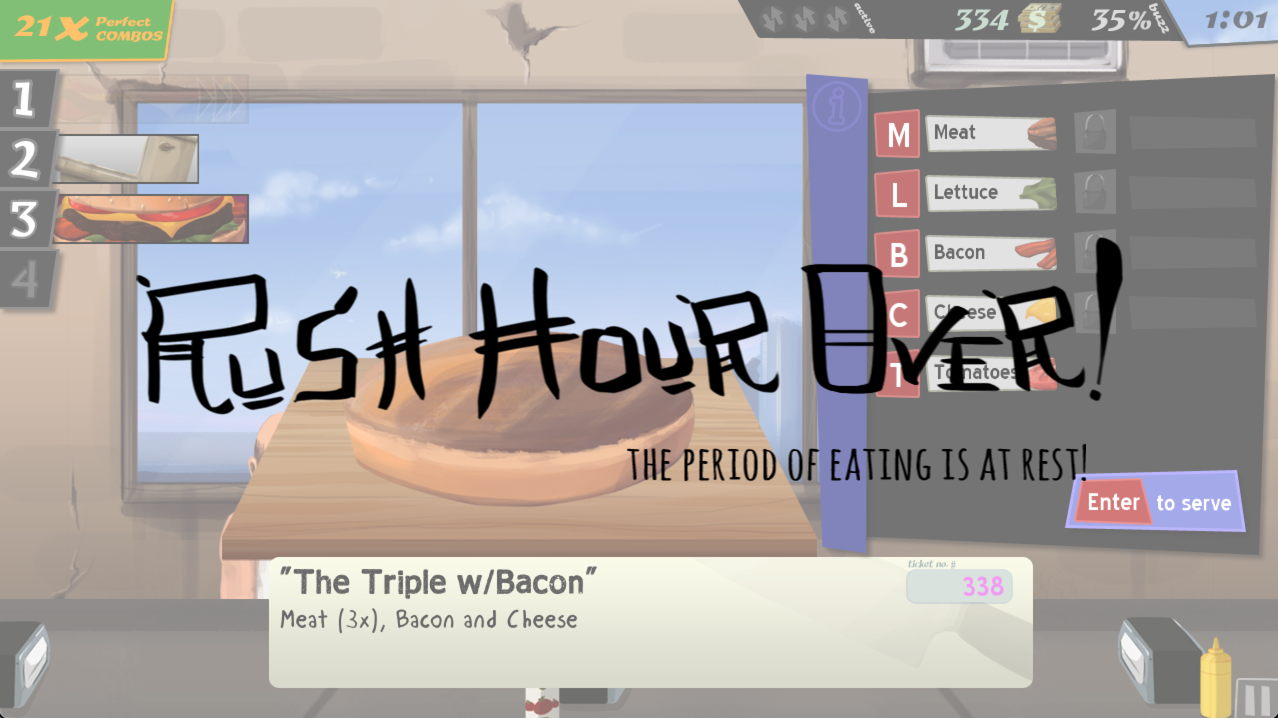 21x Perfect COMBOS
active
334 $
35% buzz
1:01
1
2
3
4
i
M Meat
L Lettuce
B Bacon
C Cheese
T Tomatoes
Rush Hour Over!
THE PERIOD OF EATING IS AT REST!
Enter to serve
"The Triple w/Bacon"
ticket no. #
338
Meat (3x), Bacon and Cheese